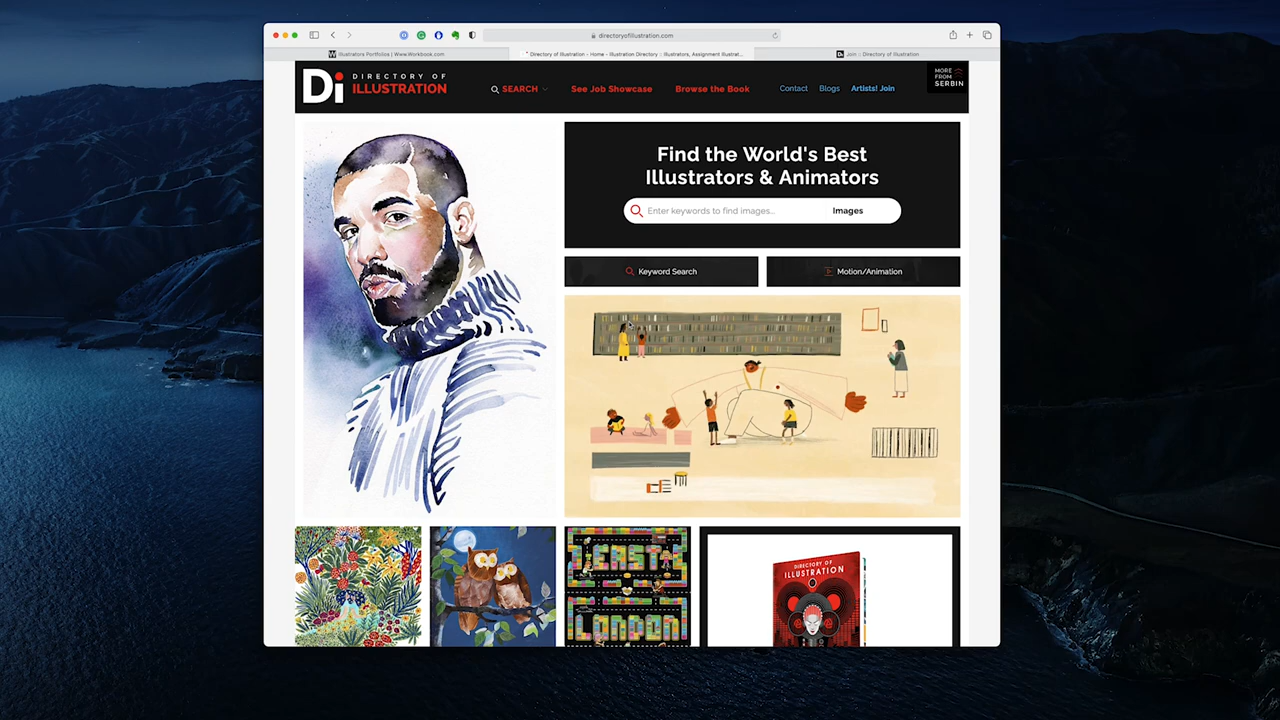 directoryofillustration.com
Illustrators Portfolios | Www.Workbook.com
Directory of Illustration - Home - Illustration Directory :: Illustrators, Assignment Illustrat...
Join :: Directory of Illustration
Di
DIRECTORY OF
ILLUSTRATION
SEARCH
See Job Showcase
Browse the Book
Contact
Blogs
Artists! Join
MORE
FROM
SERBIN
Find the World's Best
Illustrators & Animators
Enter keywords to find images...
Images
Keyword Search
Motion/Animation
EAST
LONDON
DIRECTORY OF
ILLUSTRATION